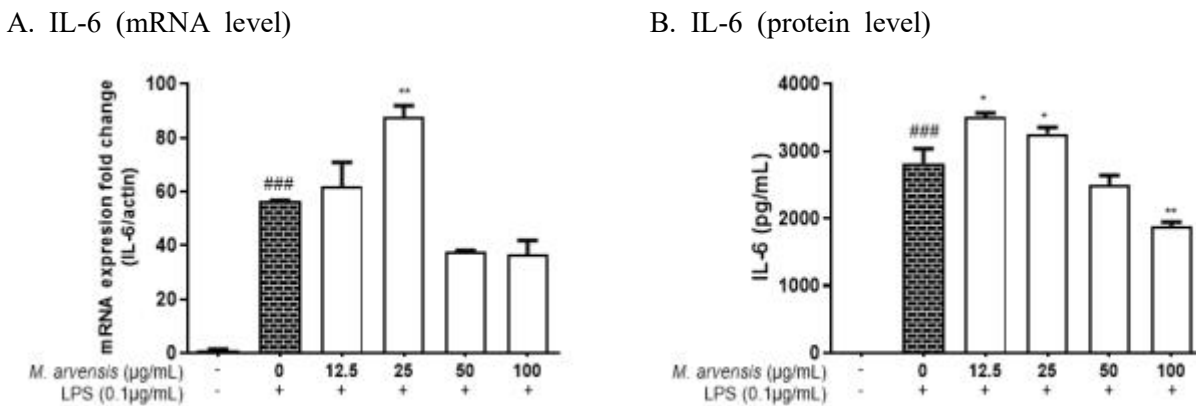 A. IL-6 (mRNA level)
mRNA expresion fold change
(IL-6/actin)
100
80
60
40
20
0
###
**
M. arvensis (µg/mL) - 0 12.5 25 50 100
LPS (0.1µg/mL) - + + + + +
B. IL-6 (protein level)
IL-6 (pg/mL)
4000
3000
2000
1000
0
###
*
*
**
M. arvensis (µg/mL) - 0 12.5 25 50 100
LPS (0.1µg/mL) - + + + + +